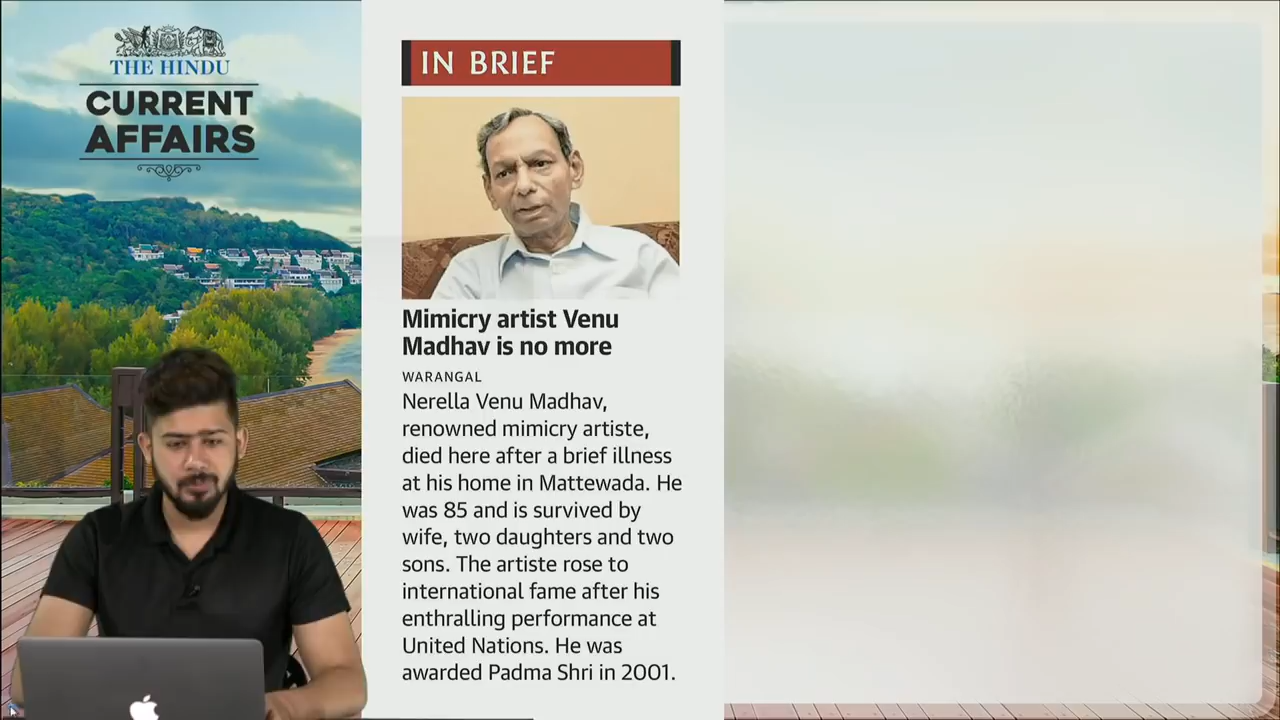 THE HINDU
CURRENT
AFFAIRS
IN BRIEF
Mimicry artist Venu
Madhav is no more
WARANGAL
Nerella Venu Madhav,
renowned mimicry artiste,
died here after a brief illness
at his home in Mattewada. He
was 85 and is survived by
wife, two daughters and two
sons. The artiste rose to
international fame after his
enthralling performance at
United Nations. He was
awarded Padma Shri in 2001.